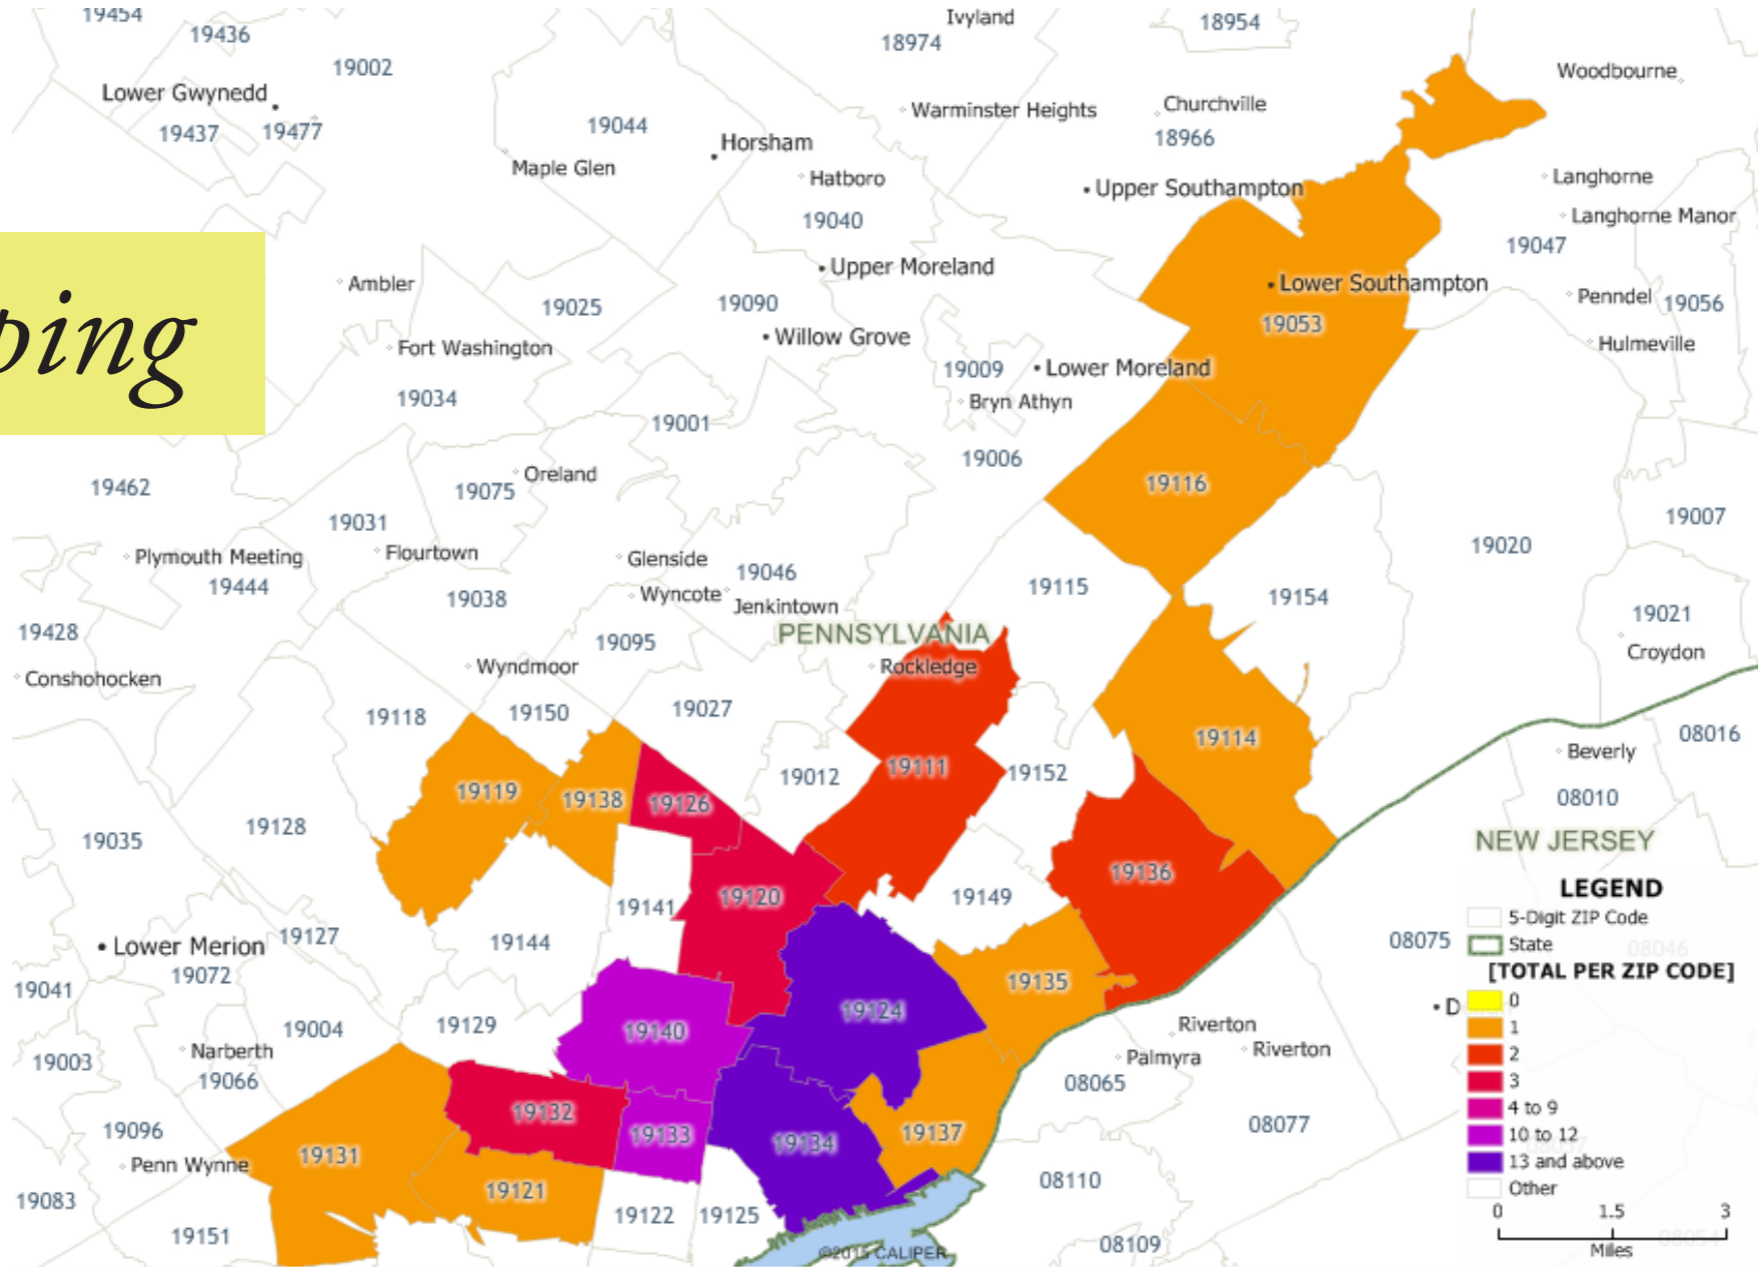 19454
19436
19002
Lower Gwynedd
19437
19477
19044
Maple Glen
Horsham
Hatboro
19040
Ivyland
18974
18954
Warminster Heights
Churchville
18966
Woodbourne
Upper Southampton
Langhorne
Langhorne Manor
19047
ping
Ambler
19025
Upper Moreland
19090
Willow Grove
Lower Southampton
19053
Penndel
19056
Hulmeville
Fort Washington
19034
19001
19009
Lower Moreland
Bryn Athyn
19006
19462
19075
Oreland
19031
Flourtown
Plymouth Meeting
19444
19116
19007
19020
Glenside
19046
Wyncote
Jenkintown
19038
19095
19115
19154
19021
Croydon
19428
Conshohocken
PENNSYLVANIA
Rockledge
Wyndmoor
19118
19150
19027
19114
08016
Beverly
08010
19119
19138
19126
19012
19111
19152
19035
19128
NEW JERSEY
19136
19120
19141
19149
Lower Merion
19127
19144
19072
19041
19004
19129
19140
19124
19135
08075
19003
Narberth
19066
Riverton
Palmyra
Riverton
08065
19096
Penn Wynne
19132
19133
19134
19137
08077
19131
19121
19083
19151
19122
19125
08110
08109
©2015 CALIPER
D
LEGEND
5-Digit ZIP Code
State
08046
[TOTAL PER ZIP CODE]
0
1
2
3
4 to 9
10 to 12
13 and above
Other
0 1.5 3
Miles
08054